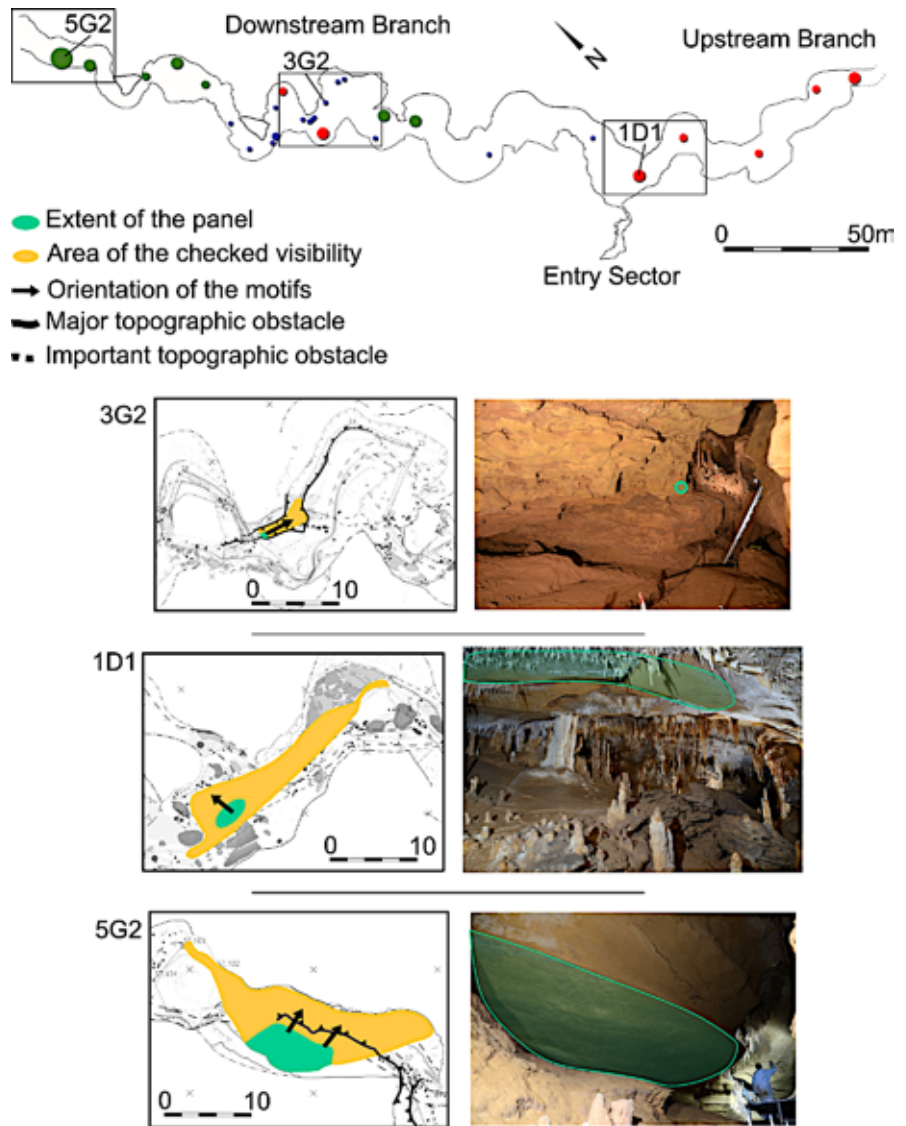 5G2
Downstream Branch
3G2
N
Upstream Branch
1D1
0 50m
Entry Sector
Extent of the panel
Area of the checked visibility
Orientation of the motifs
Major topographic obstacle
Important topographic obstacle
3G2
0 10
1D1
0 10
5G2
0 10